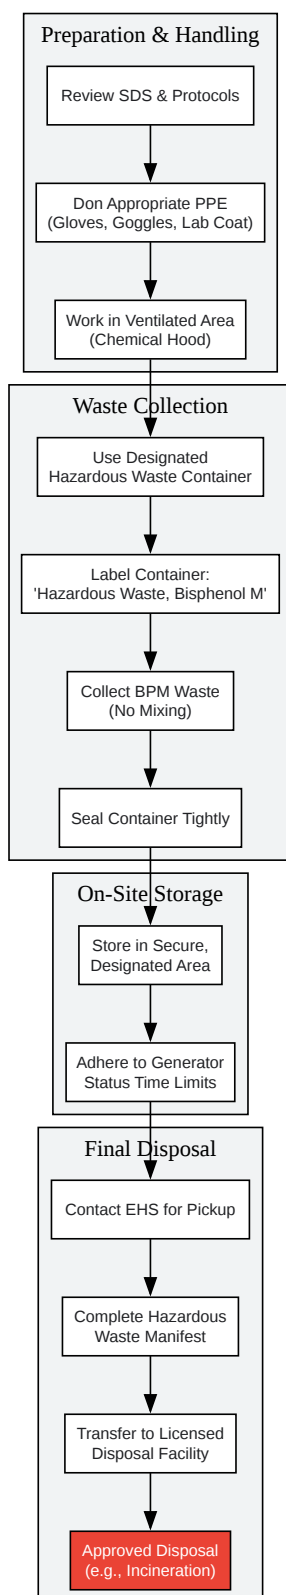 Preparation & Handling
Review SDS & Protocols
Don Appropriate PPE
(Gloves, Goggles, Lab Coat)
Work in Ventilated Area
(Chemical Hood)
Waste Collection
Use Designated
Hazardous Waste Container
Label Container:
'Hazardous Waste, Bisphenol M'
Collect BPM Waste
(No Mixing)
Seal Container Tightly
On-Site Storage
Store in Secure,
Designated Area
Adhere to Generator
Status Time Limits
Final Disposal
Contact EHS for Pickup
Complete Hazardous
Waste Manifest
Transfer to Licensed
Disposal Facility
Approved Disposal
(e.g., Incineration)